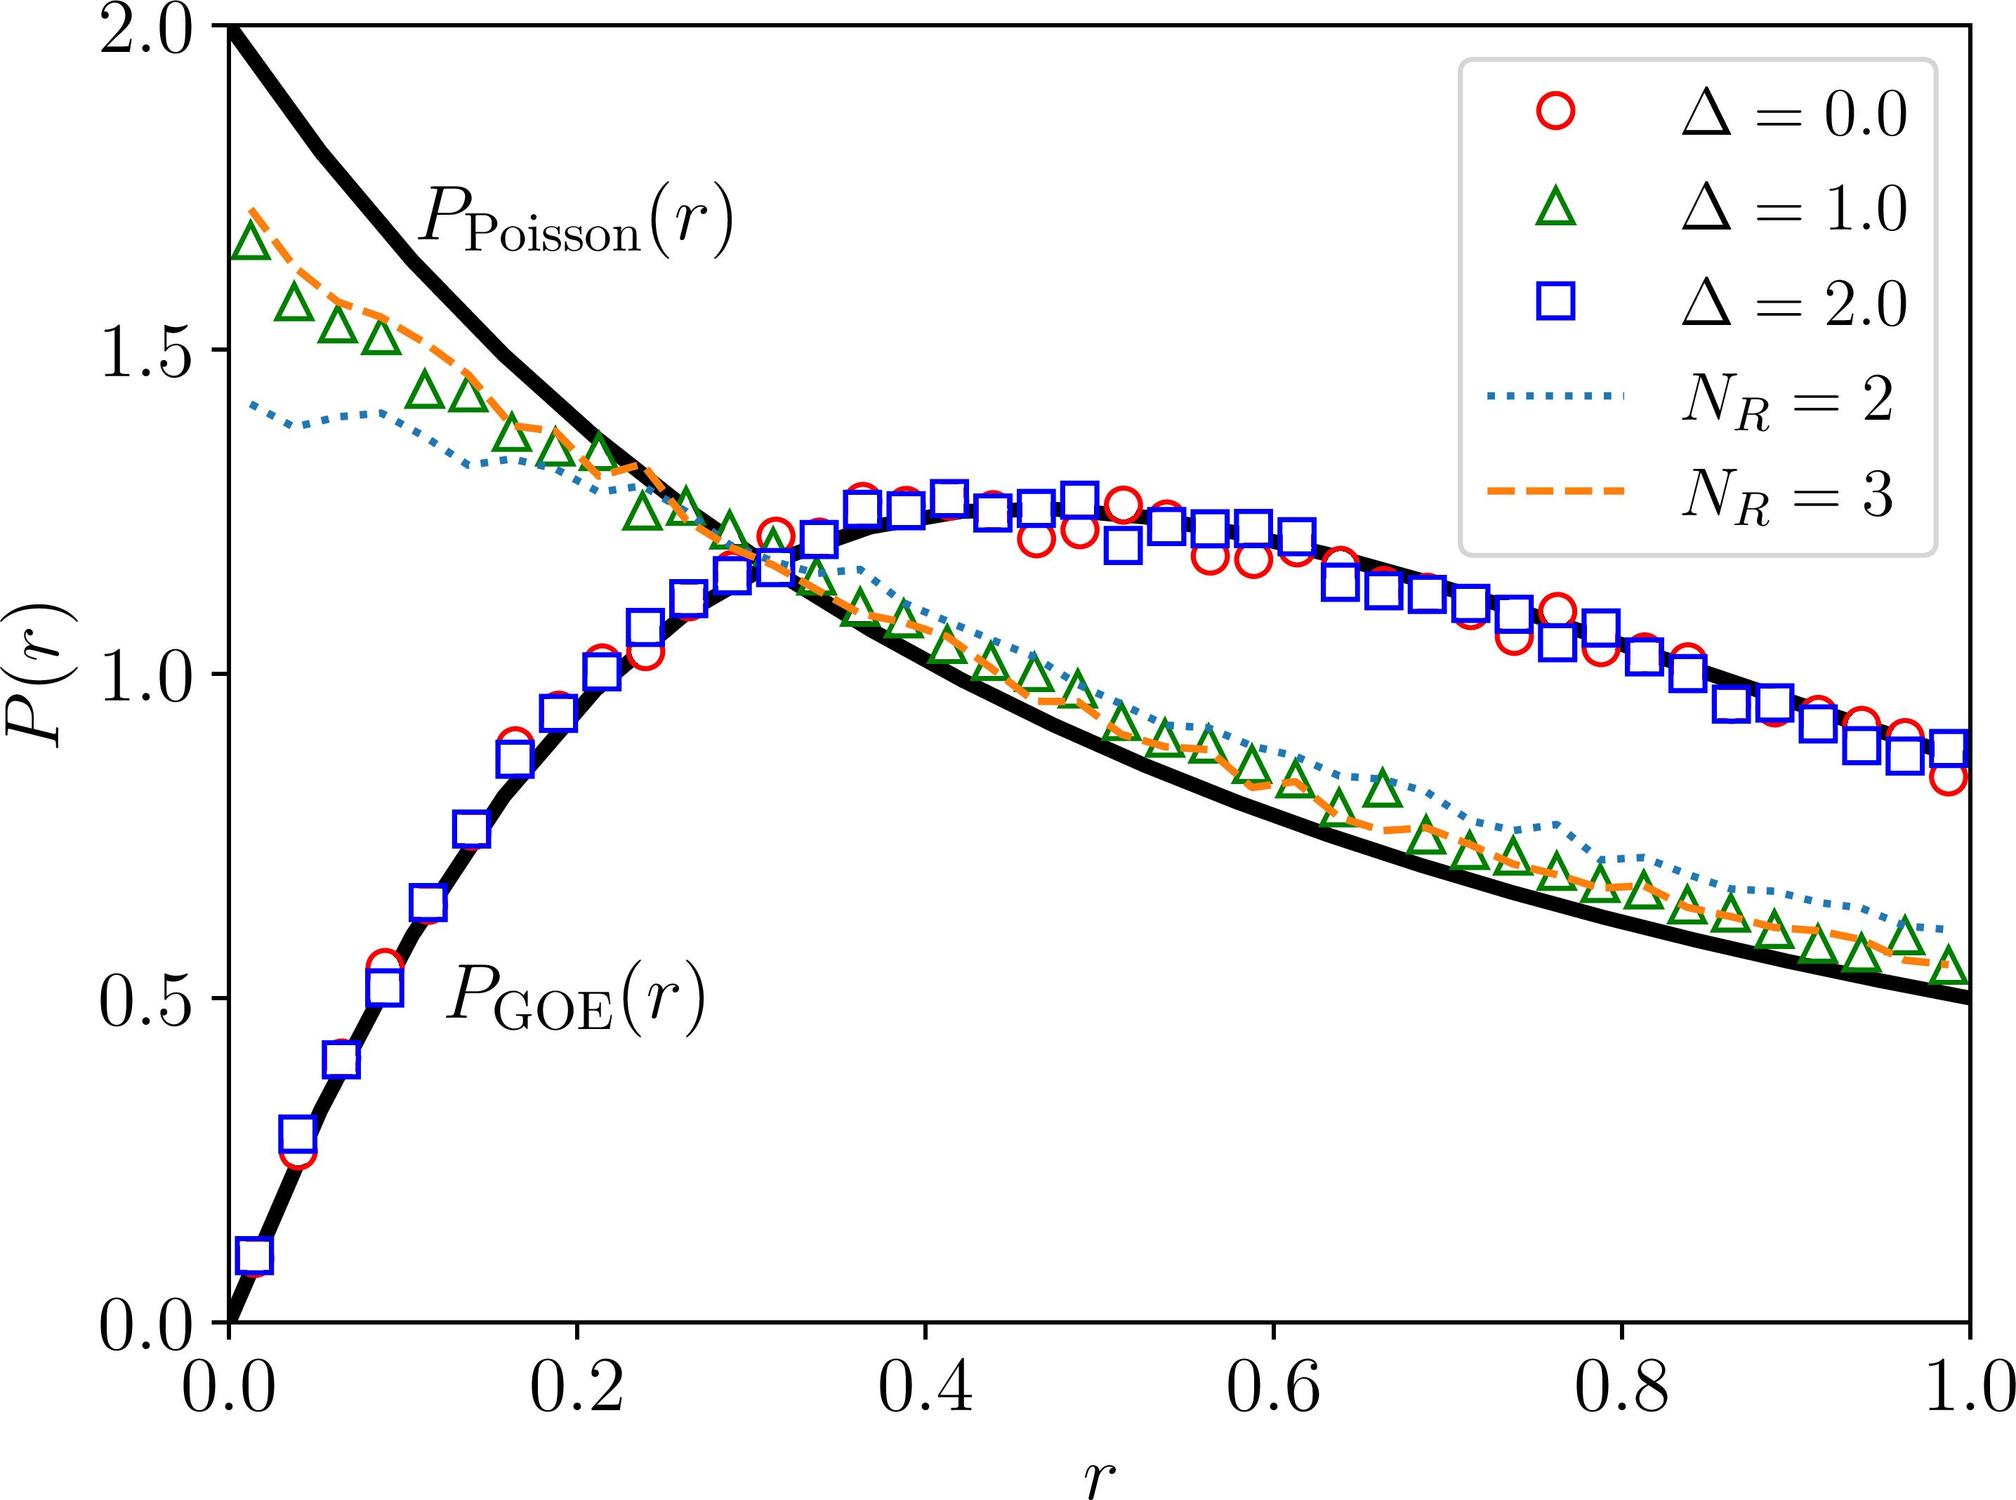 2.0
1.5
1.0
0.5
0.0
P(r)
0.0 0.2 0.4 0.6 0.8 1.0
r
P_Poisson(r)
P_GOE(r)
Δ = 0.0
Δ = 1.0
Δ = 2.0
N_R = 2
N_R = 3